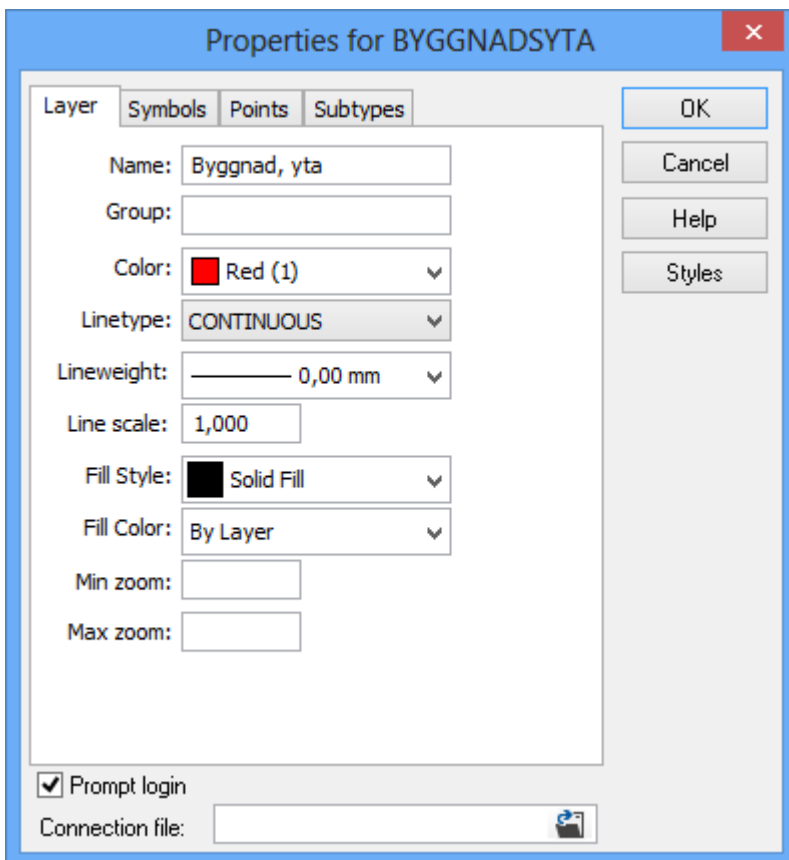 Properties for BYGGNADSYTA
Layer Symbols Points Subtypes
OK
Name: Byggnad, yta
Cancel
Group:
Help
Color: Red (1)
Styles
Linetype: CONTINUOUS
Lineweight: 0,00 mm
Line scale: 1,000
Fill Style: Solid Fill
Fill Color: By Layer
Min zoom:
Max zoom:
Prompt login
Connection file: